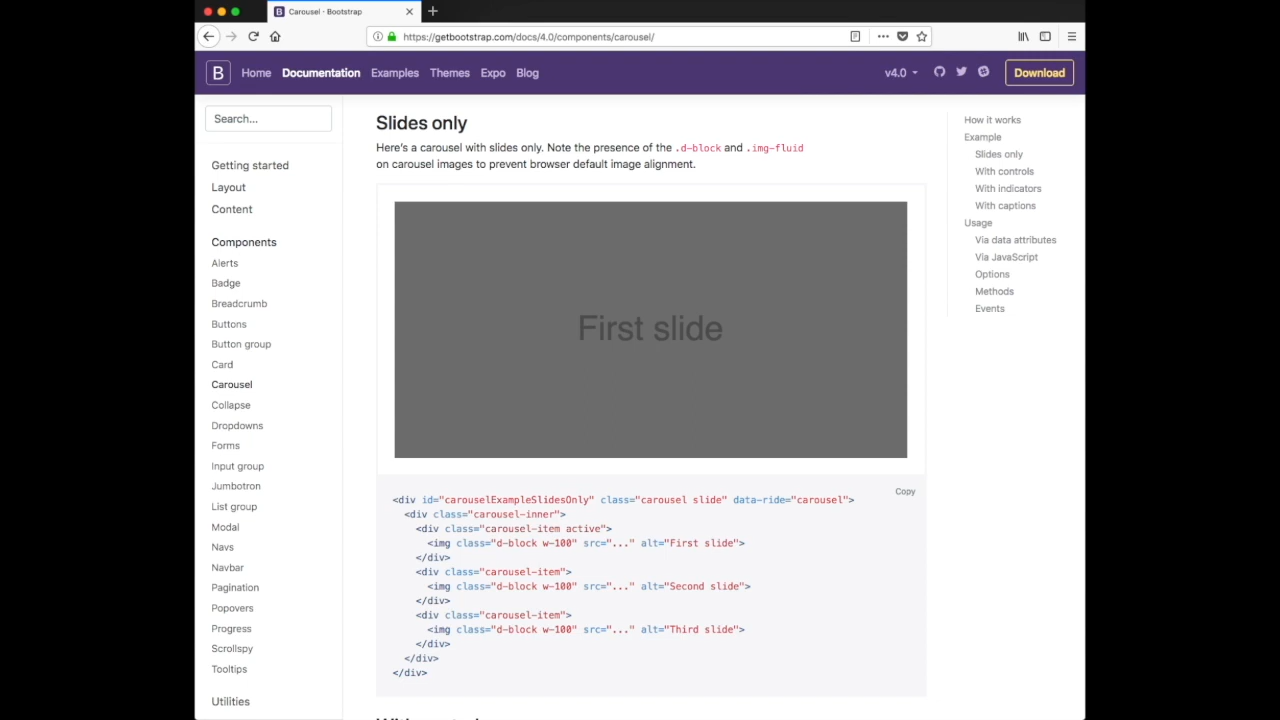 Carousel · Bootstrap
https://getbootstrap.com/docs/4.0/components/carousel/
B Home Documentation Examples Themes Expo Blog v4.0 Download
Search...
Getting started
Layout
Content
Components
Alerts
Badge
Breadcrumb
Buttons
Button group
Card
Carousel
Collapse
Dropdowns
Forms
Input group
Jumbotron
List group
Modal
Navs
Navbar
Pagination
Popovers
Progress
Scrollspy
Tooltips
Utilities
Slides only
Here's a carousel with slides only. Note the presence of the .d-block and .img-fluid
on carousel images to prevent browser default image alignment.
First slide
Copy
<div id="carouselExampleSlidesOnly" class="carousel slide" data-ride="carousel">
<div class="carousel-inner">
<div class="carousel-item active">
<img class="d-block w-100" src="..." alt="First slide">
</div>
<div class="carousel-item">
<img class="d-block w-100" src="..." alt="Second slide">
</div>
<div class="carousel-item">
<img class="d-block w-100" src="..." alt="Third slide">
</div>
</div>
</div>
How it works
Example
Slides only
With controls
With indicators
With captions
Usage
Via data attributes
Via JavaScript
Options
Methods
Events